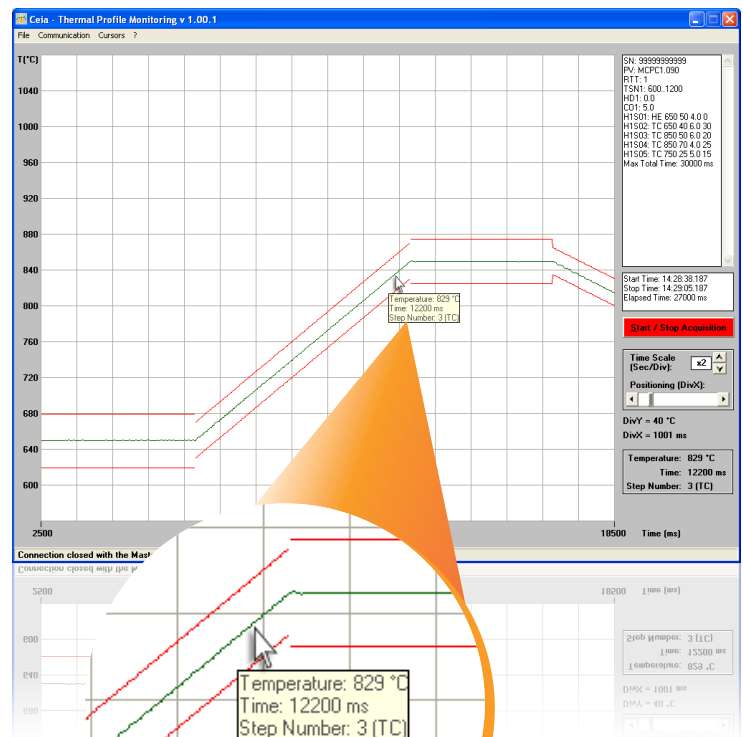 Ceia - Thermal Profile Monitoring v 1.00.1
File Communication Cursors ?
T(°C)
1040
1000
960
920
880
840
800
760
720
680
640
600
2500
18500
Time (ms)
Temperature: 829 °C
Time: 12200 ms
Step Number: 3 (TC)
SN: 99999999999
PV: MCPC1.090
RTT: 1
TSN1: 600..1200
HD1: 0.0
CO1: 5.0
H1S01: HE 650 50 4.0 0
H1S02: TC 650 40 6.0 30
H1S03: TC 850 50 6.0 20
H1S04: TC 850 70 4.0 25
H1S05: TC 750 25 5.0 15
Max Total Time: 30000 ms
Start Time: 14:28:38.187
Stop Time: 14:29:05.187
Elapsed Time: 27000 ms
Start / Stop Acquisition
Time Scale
(Sec/Div):
x2
Positioning (DivX):
DivY = 40 °C
DivX = 1001 ms
Temperature: 829 °C
Time: 12200 ms
Step Number: 3 (TC)
Connection closed with the Mast
Temperature: 829 °C
Time: 12200 ms
Step Number: 3 (TC)